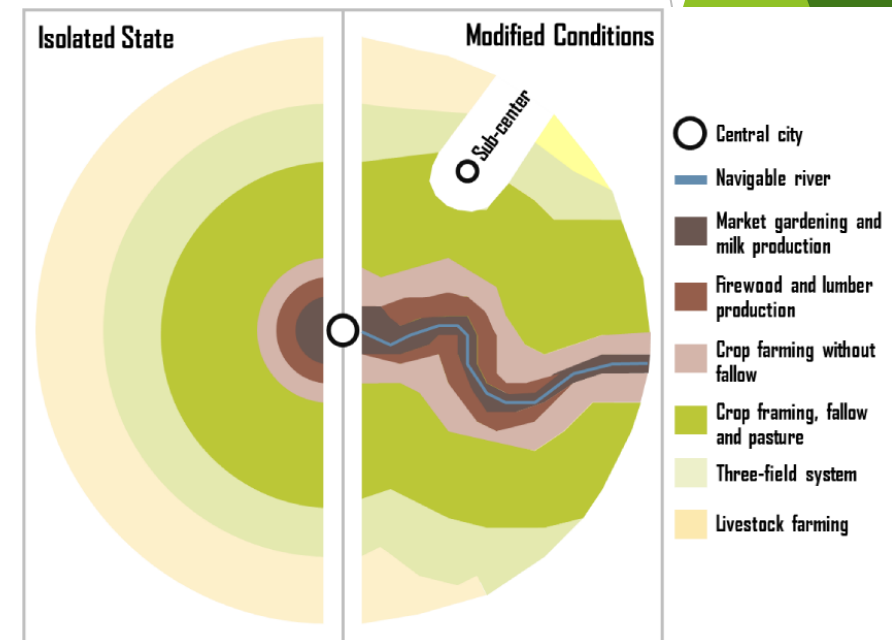 Isolated State
Modified Conditions
Sub-center
Central city
Navigable river
Market gardening and
milk production
Firewood and lumber
production
Crop farming without
fallow
Crop framing, fallow
and pasture
Three-field system
Livestock farming